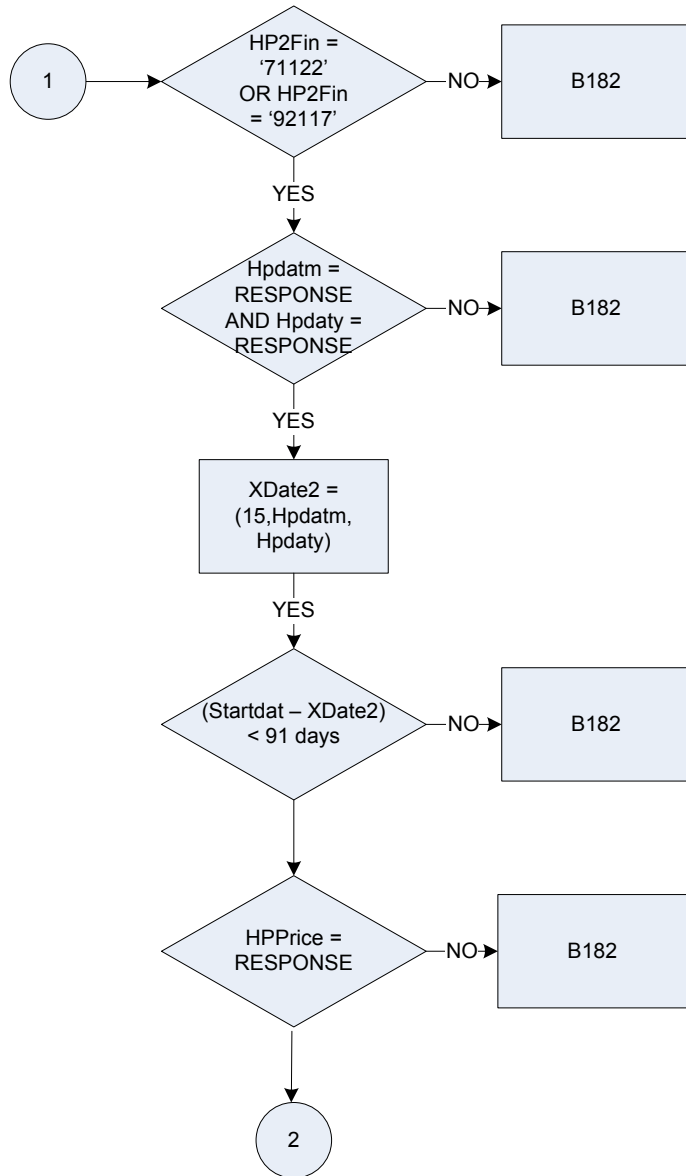 1
HP2Fin =
‘71122’
OR HP2Fin
= ‘92117’
NO
B182
YES
Hpdatm =
RESPONSE
AND Hpdaty =
RESPONSE
NO
B182
YES
XDate2 =
(15,Hpdatm,
Hpdaty)
YES
(Startdat – XDate2)
< 91 days
NO
B182
HPPrice =
RESPONSE
NO
B182
2